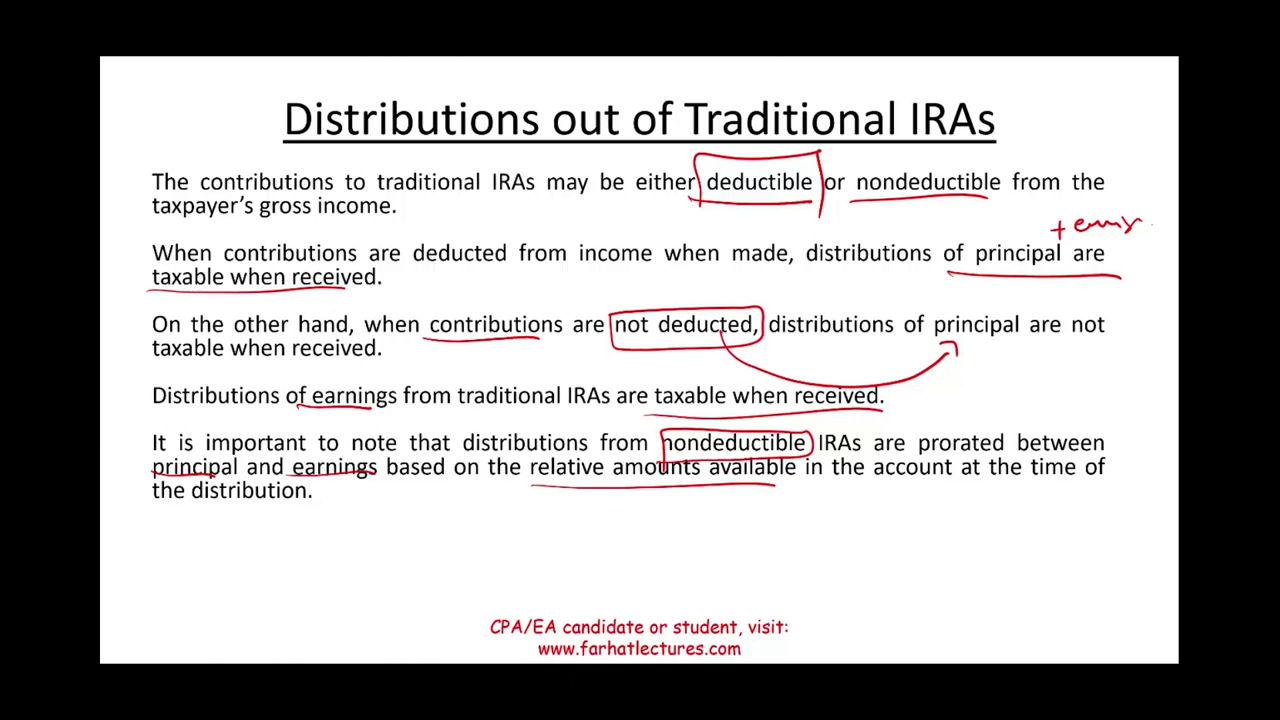 Distributions out of Traditional IRAs
The contributions to traditional IRAs may be either deductible or nondeductible from the
taxpayer's gross income.
+
When contributions are deducted from income when made, distributions of principal are
taxable when received.
On the other hand, when contributions are not deducted, distributions of principal are not
taxable when received.
Distributions of earnings from traditional IRAs are taxable when received.
It is important to note that distributions from nondeductible IRAs are prorated between
principal and earnings based on the relative amounts available in the account at the time of
the distribution.
CPA/EA candidate or student, visit:
www.farhatlectures.com